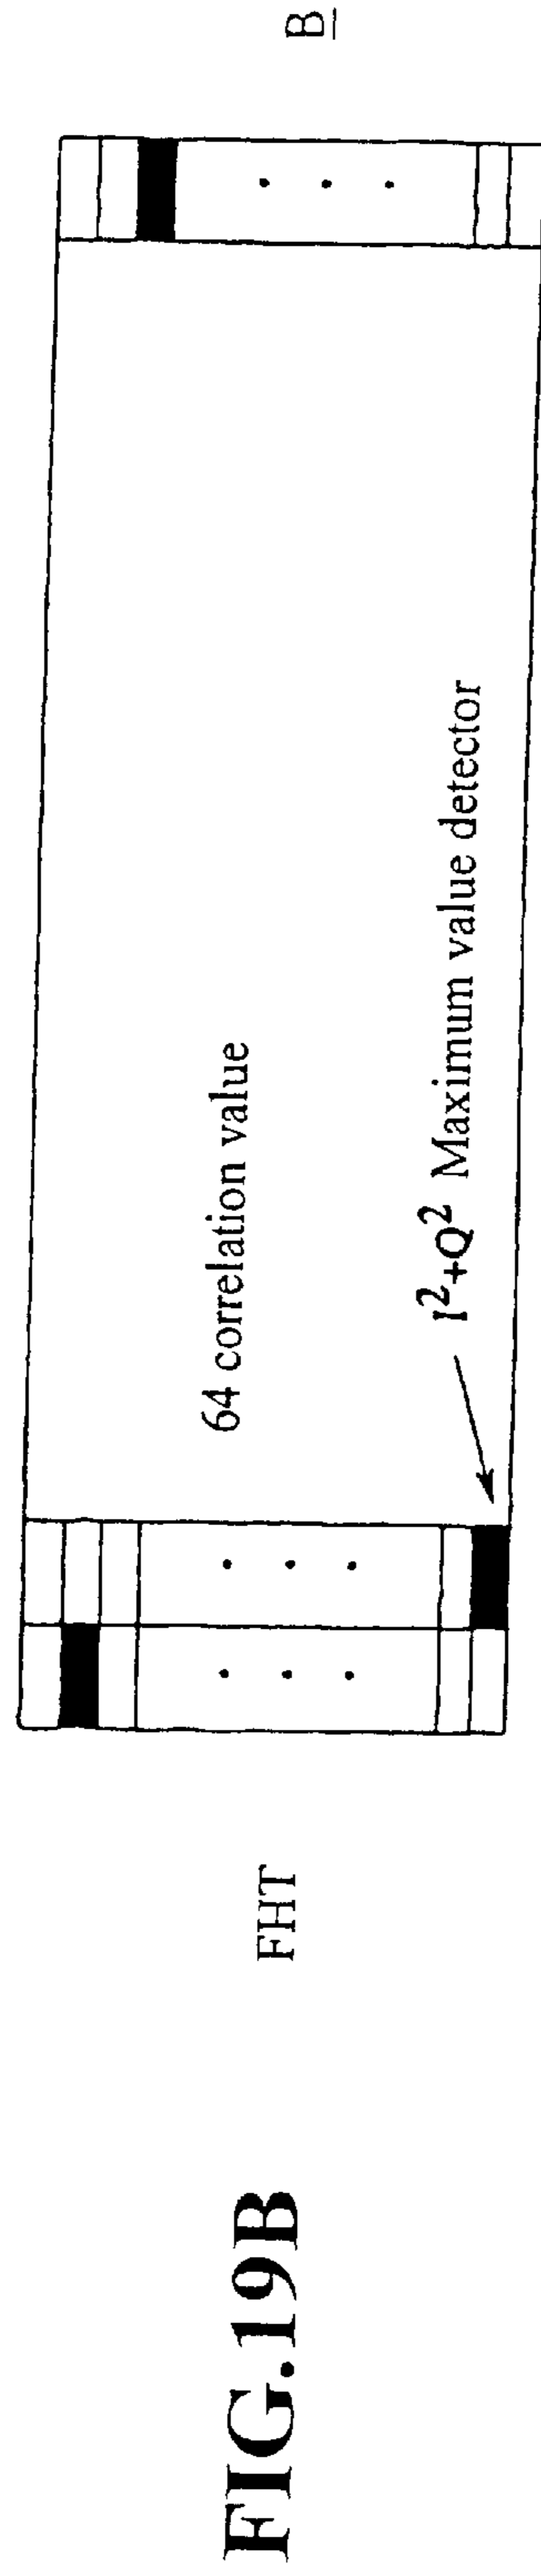 FIG.19B
FHT
64 correlation value
I²+Q² Maximum value detector
B